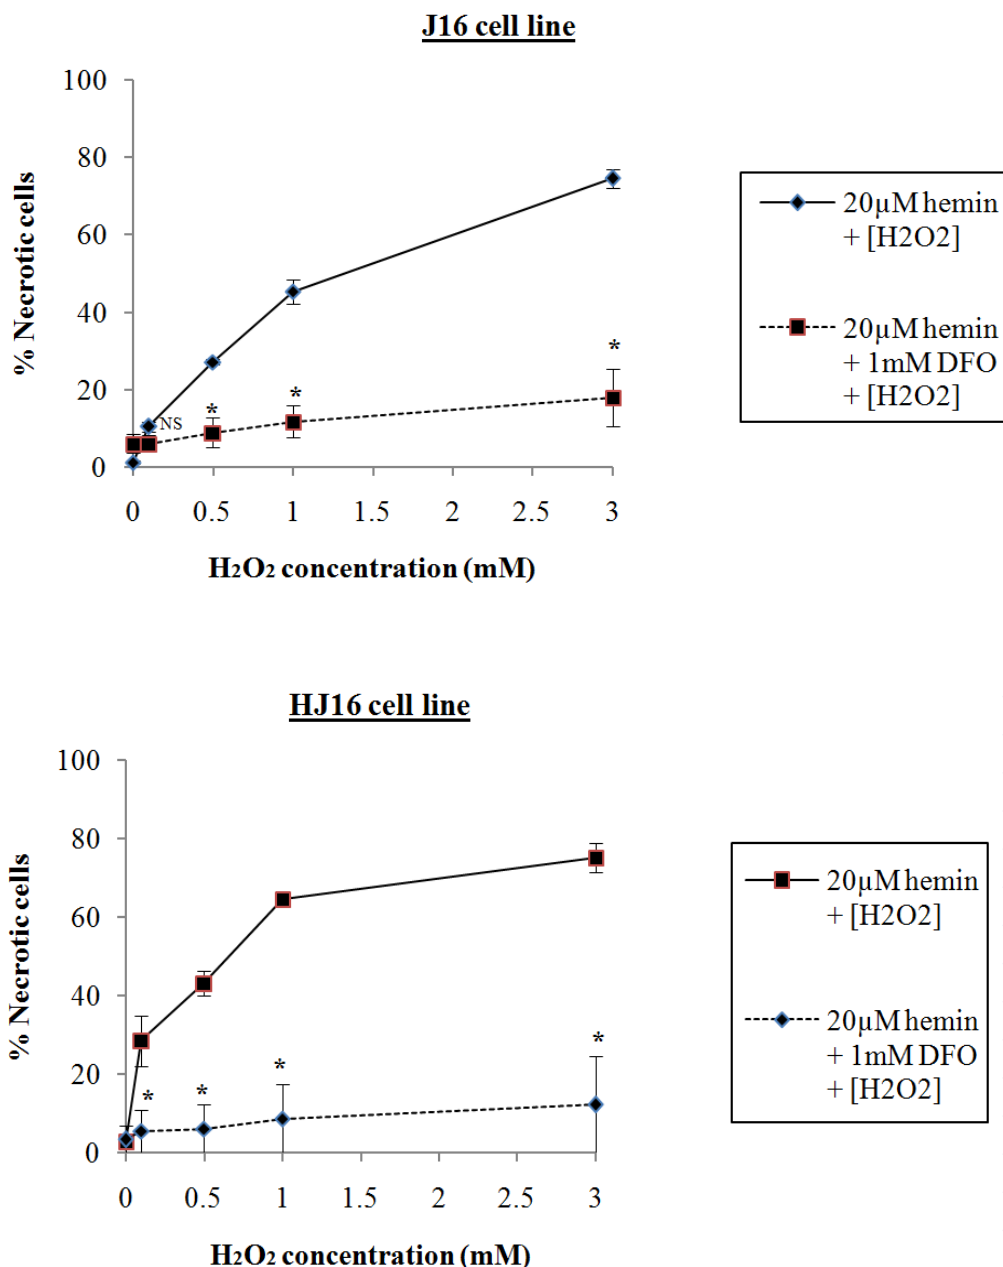 J16 cell line
100
80
60
40
20
0
% Necrotic cells
NS
*
*
*
0 0.5 1 1.5 2 2.5 3
H₂O₂ concentration (mM)
20µM hemin
+ [H2O2]
20µM hemin
+ 1mM DFO
+ [H2O2]
HJ16 cell line
100
80
60
40
20
0
% Necrotic cells
*
*
*
*
0 0.5 1 1.5 2 2.5 3
H₂O₂ concentration (mM)
20µM hemin
+ [H2O2]
20µM hemin
+ 1mM DFO
+ [H2O2]